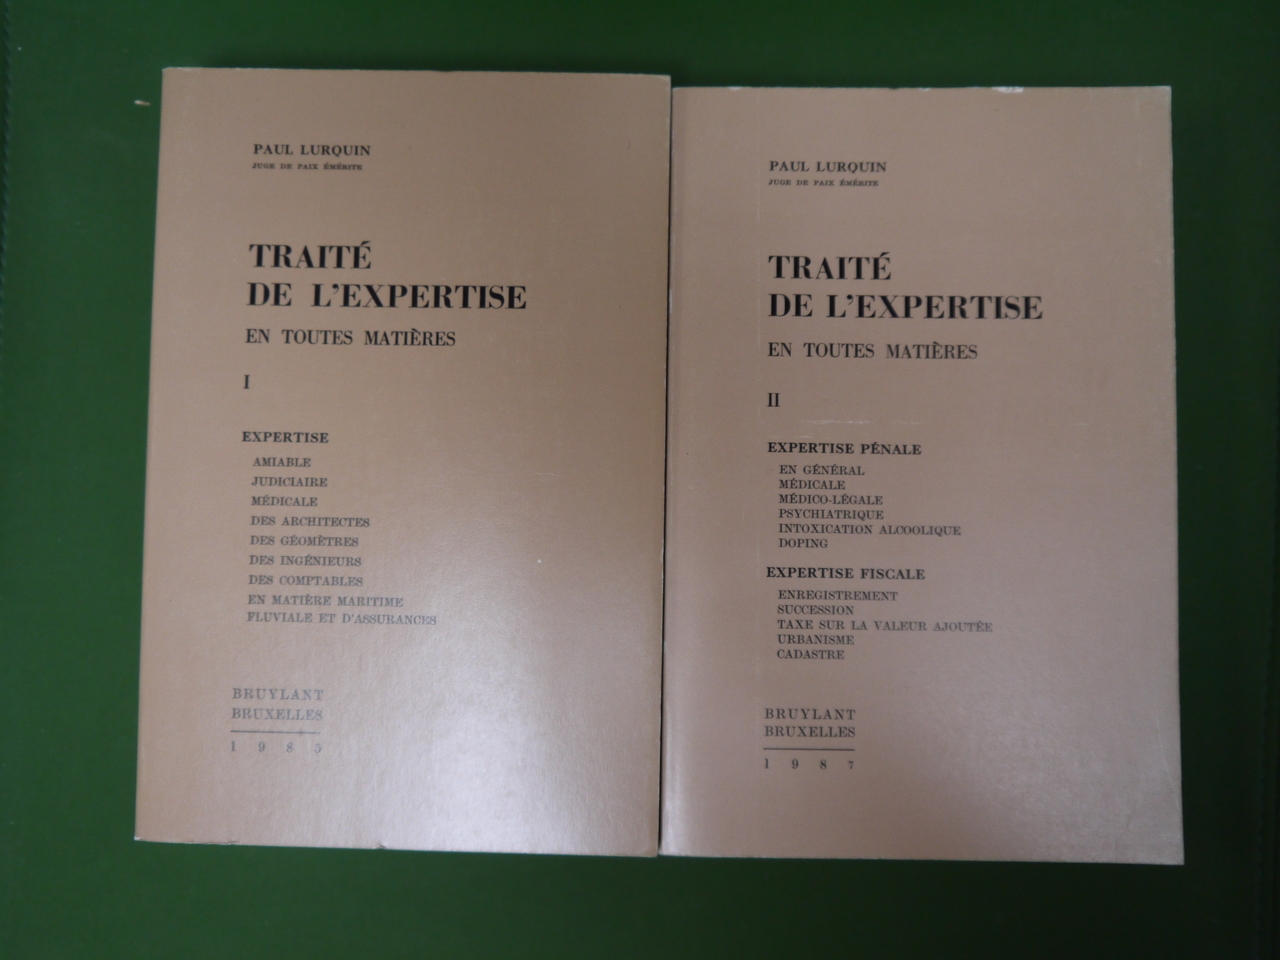 PAUL LURQUIN
JUGE DE PAIX ÉMÉRITE
TRAITÉ
DE L'EXPERTISE
EN TOUTES MATIÈRES
I
EXPERTISE
AMIABLE
JUDICIAIRE
MÉDICALE
DES ARCHITECTES
DES GÉOMÈTRES
DES INGÉNIEURS
DES COMPTABLES
EN MATIÈRE MARITIME
FLUVIALE ET D'ASSURANCES
BRUYLANT
BRUXELLES
1985
PAUL LURQUIN
JUGE DE PAIX ÉMÉRITE
TRAITÉ
DE L'EXPERTISE
EN TOUTES MATIÈRES
II
EXPERTISE PÉNALE
EN GÉNÉRAL
MÉDICALE
MÉDICO-LÉGALE
PSYCHIATRIQUE
INTOXICATION ALCOOLIQUE
DOPING
EXPERTISE FISCALE
ENREGISTREMENT
SUCCESSION
TAXE SUR LA VALEUR AJOUTÉE
URBANISME
CADASTRE
BRUYLANT
BRUXELLES
1987